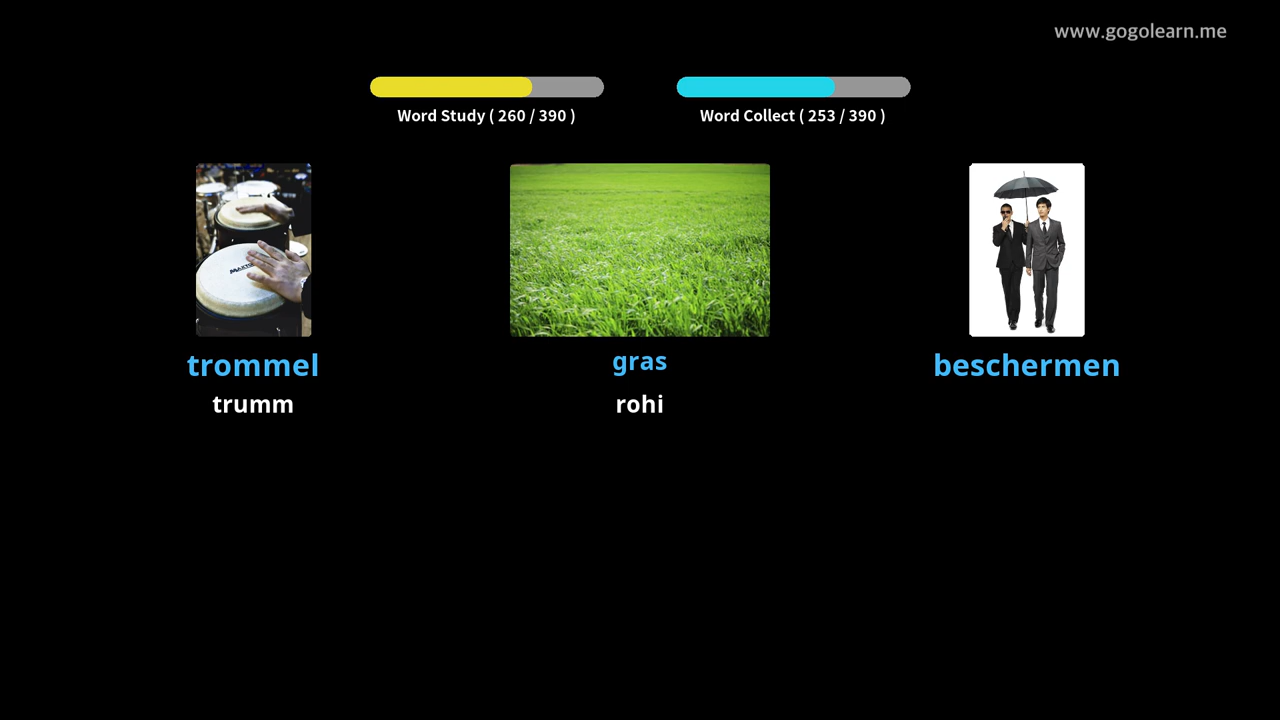 www.gogolearn.me
Word Study ( 260 / 390 )
Word Collect ( 253 / 390 )
trommel
gras
beschermen
trumm
rohi